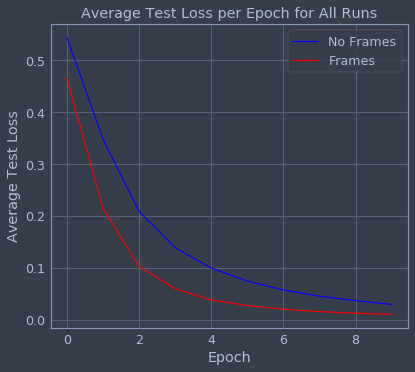 Average Test Loss per Epoch for All Runs
No Frames
Frames
Average Test Loss
0.5
0.4
0.3
0.2
0.1
0.0
0 2 4 6 8
Epoch